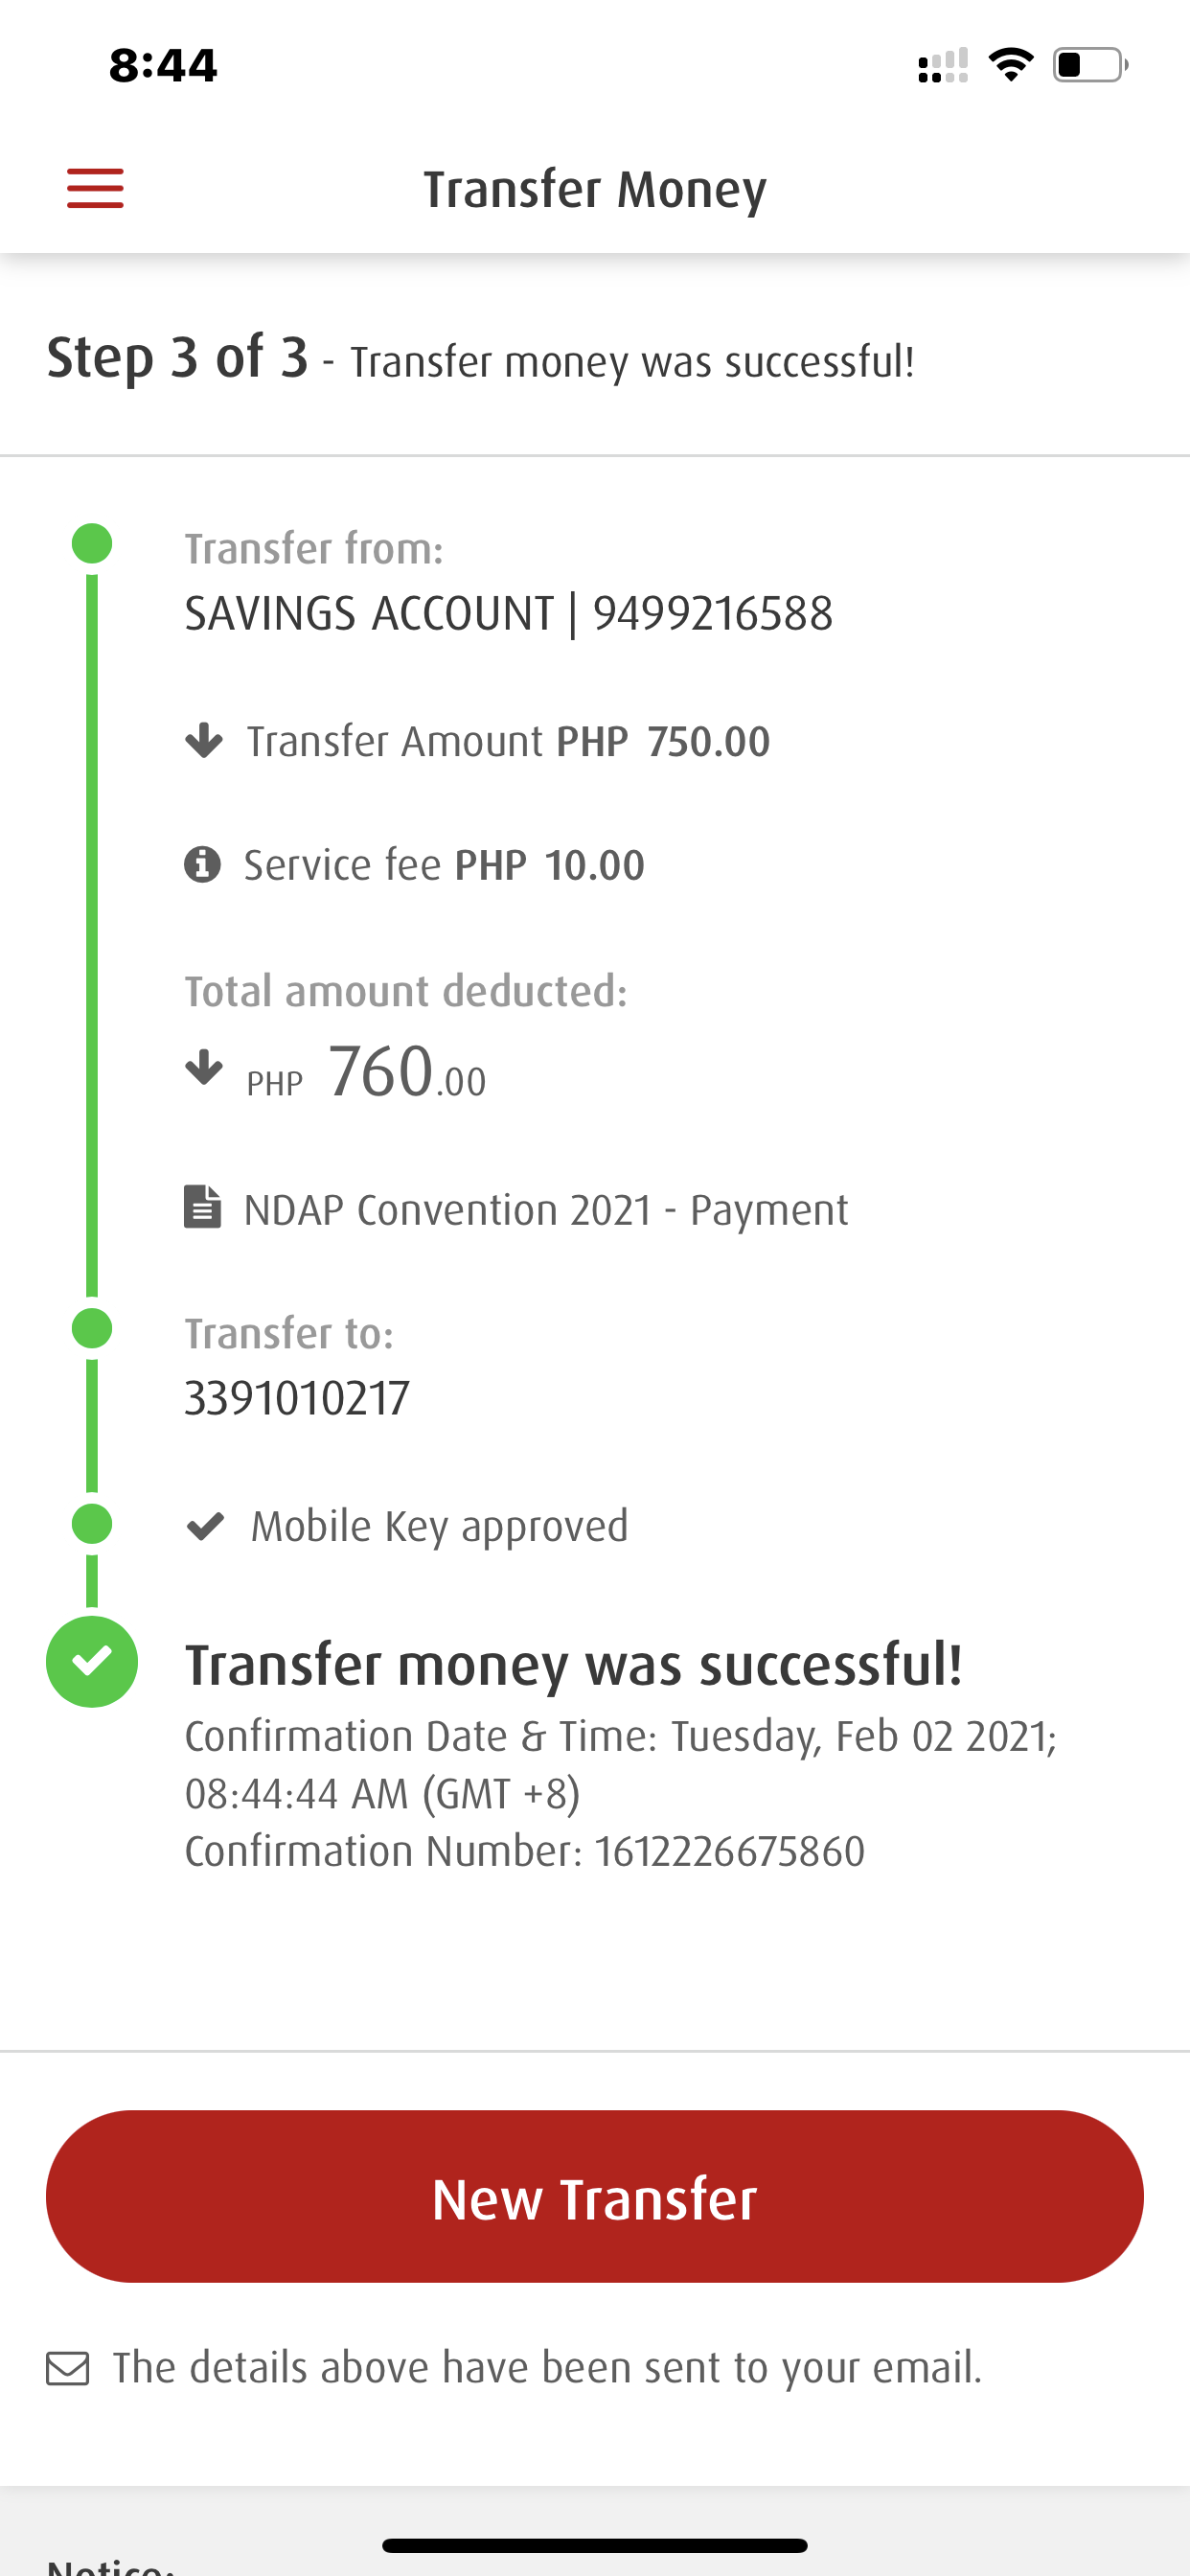 8:44
Transfer Money
Step 3 of 3 - Transfer money was successful!
Transfer from:
SAVINGS ACCOUNT | 9499216588
Transfer Amount PHP 750.00
Service fee PHP 10.00
Total amount deducted:
PHP 760.00
NDAP Convention 2021 - Payment
Transfer to:
3391010217
Mobile Key approved
Transfer money was successful!
Confirmation Date & Time: Tuesday, Feb 02 2021;
08:44:44 AM (GMT +8)
Confirmation Number: 1612226675860
New Transfer
The details above have been sent to your email.
Notice: